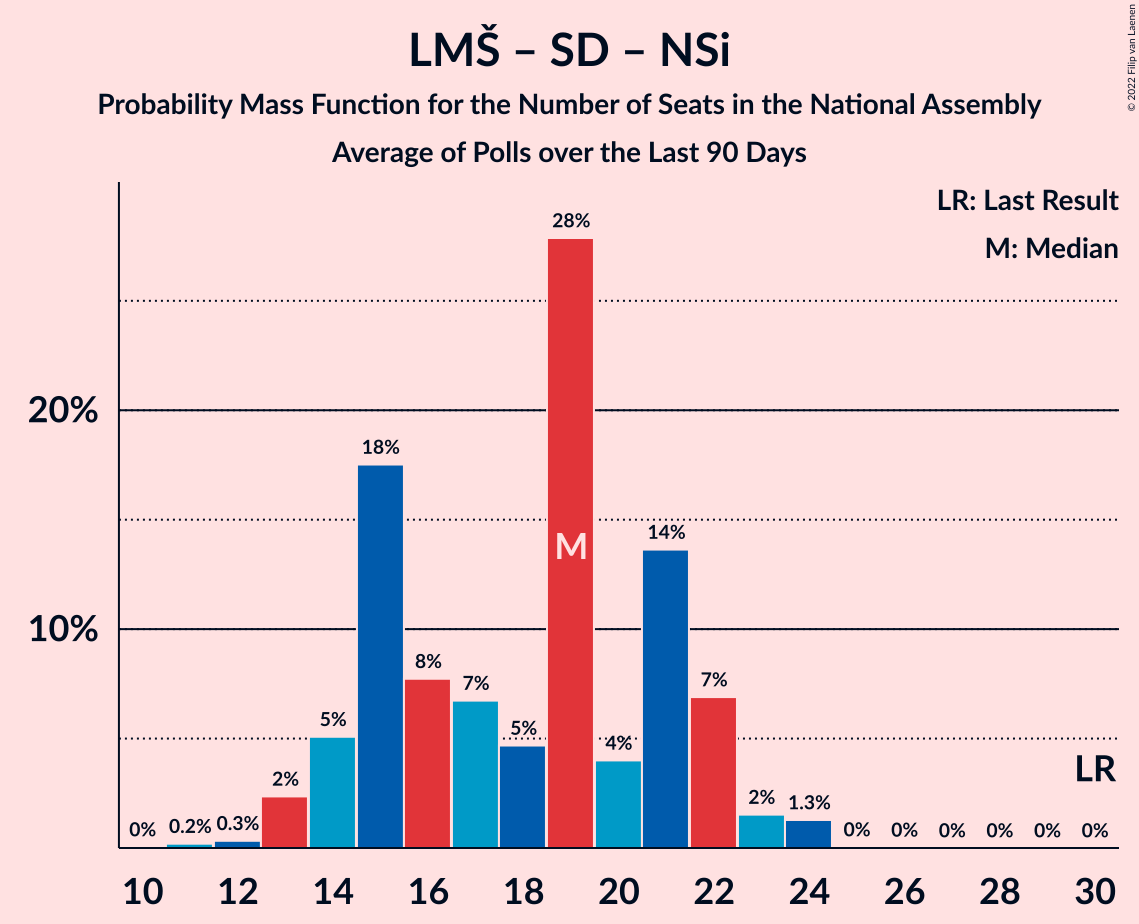 LMŠ – SD – NSi
Probability Mass Function for the Number of Seats in the National Assembly
Average of Polls over the Last 90 Days
© 2022 Filip van Laenen
LR: Last Result
M: Median
20%
10%
0% 0.2% 0.3% 2% 5% 18% 8% 7% 5% 28% 4% 14% 7% 2% 1.3% 0% 0% 0% 0% 0% 0%
M
LR
10 12 14 16 18 20 22 24 26 28 30